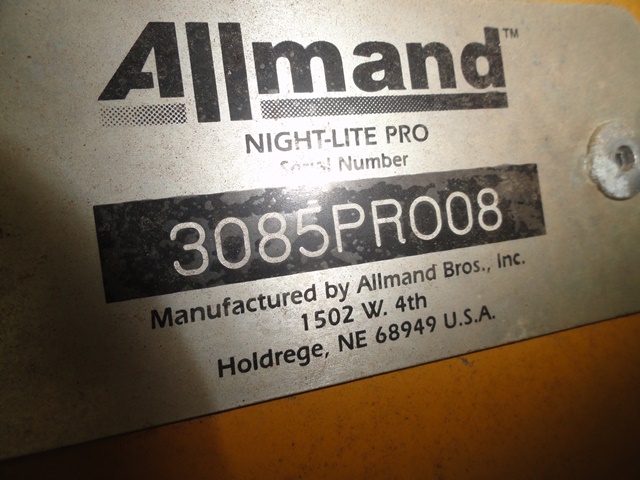 Allmand™
NIGHT-LITE PRO
Serial Number
3085PRO08
Manufactured by Allmand Bros., Inc.
1502 W. 4th
Holdrege, NE 68949 U.S.A.